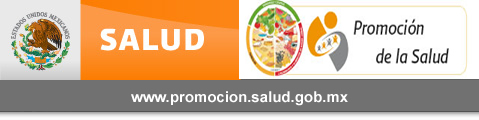 ESTADOS UNIDOS MEXICANOS
SALUD
Promoción
de la Salud
www.promocion.salud.gob.mx